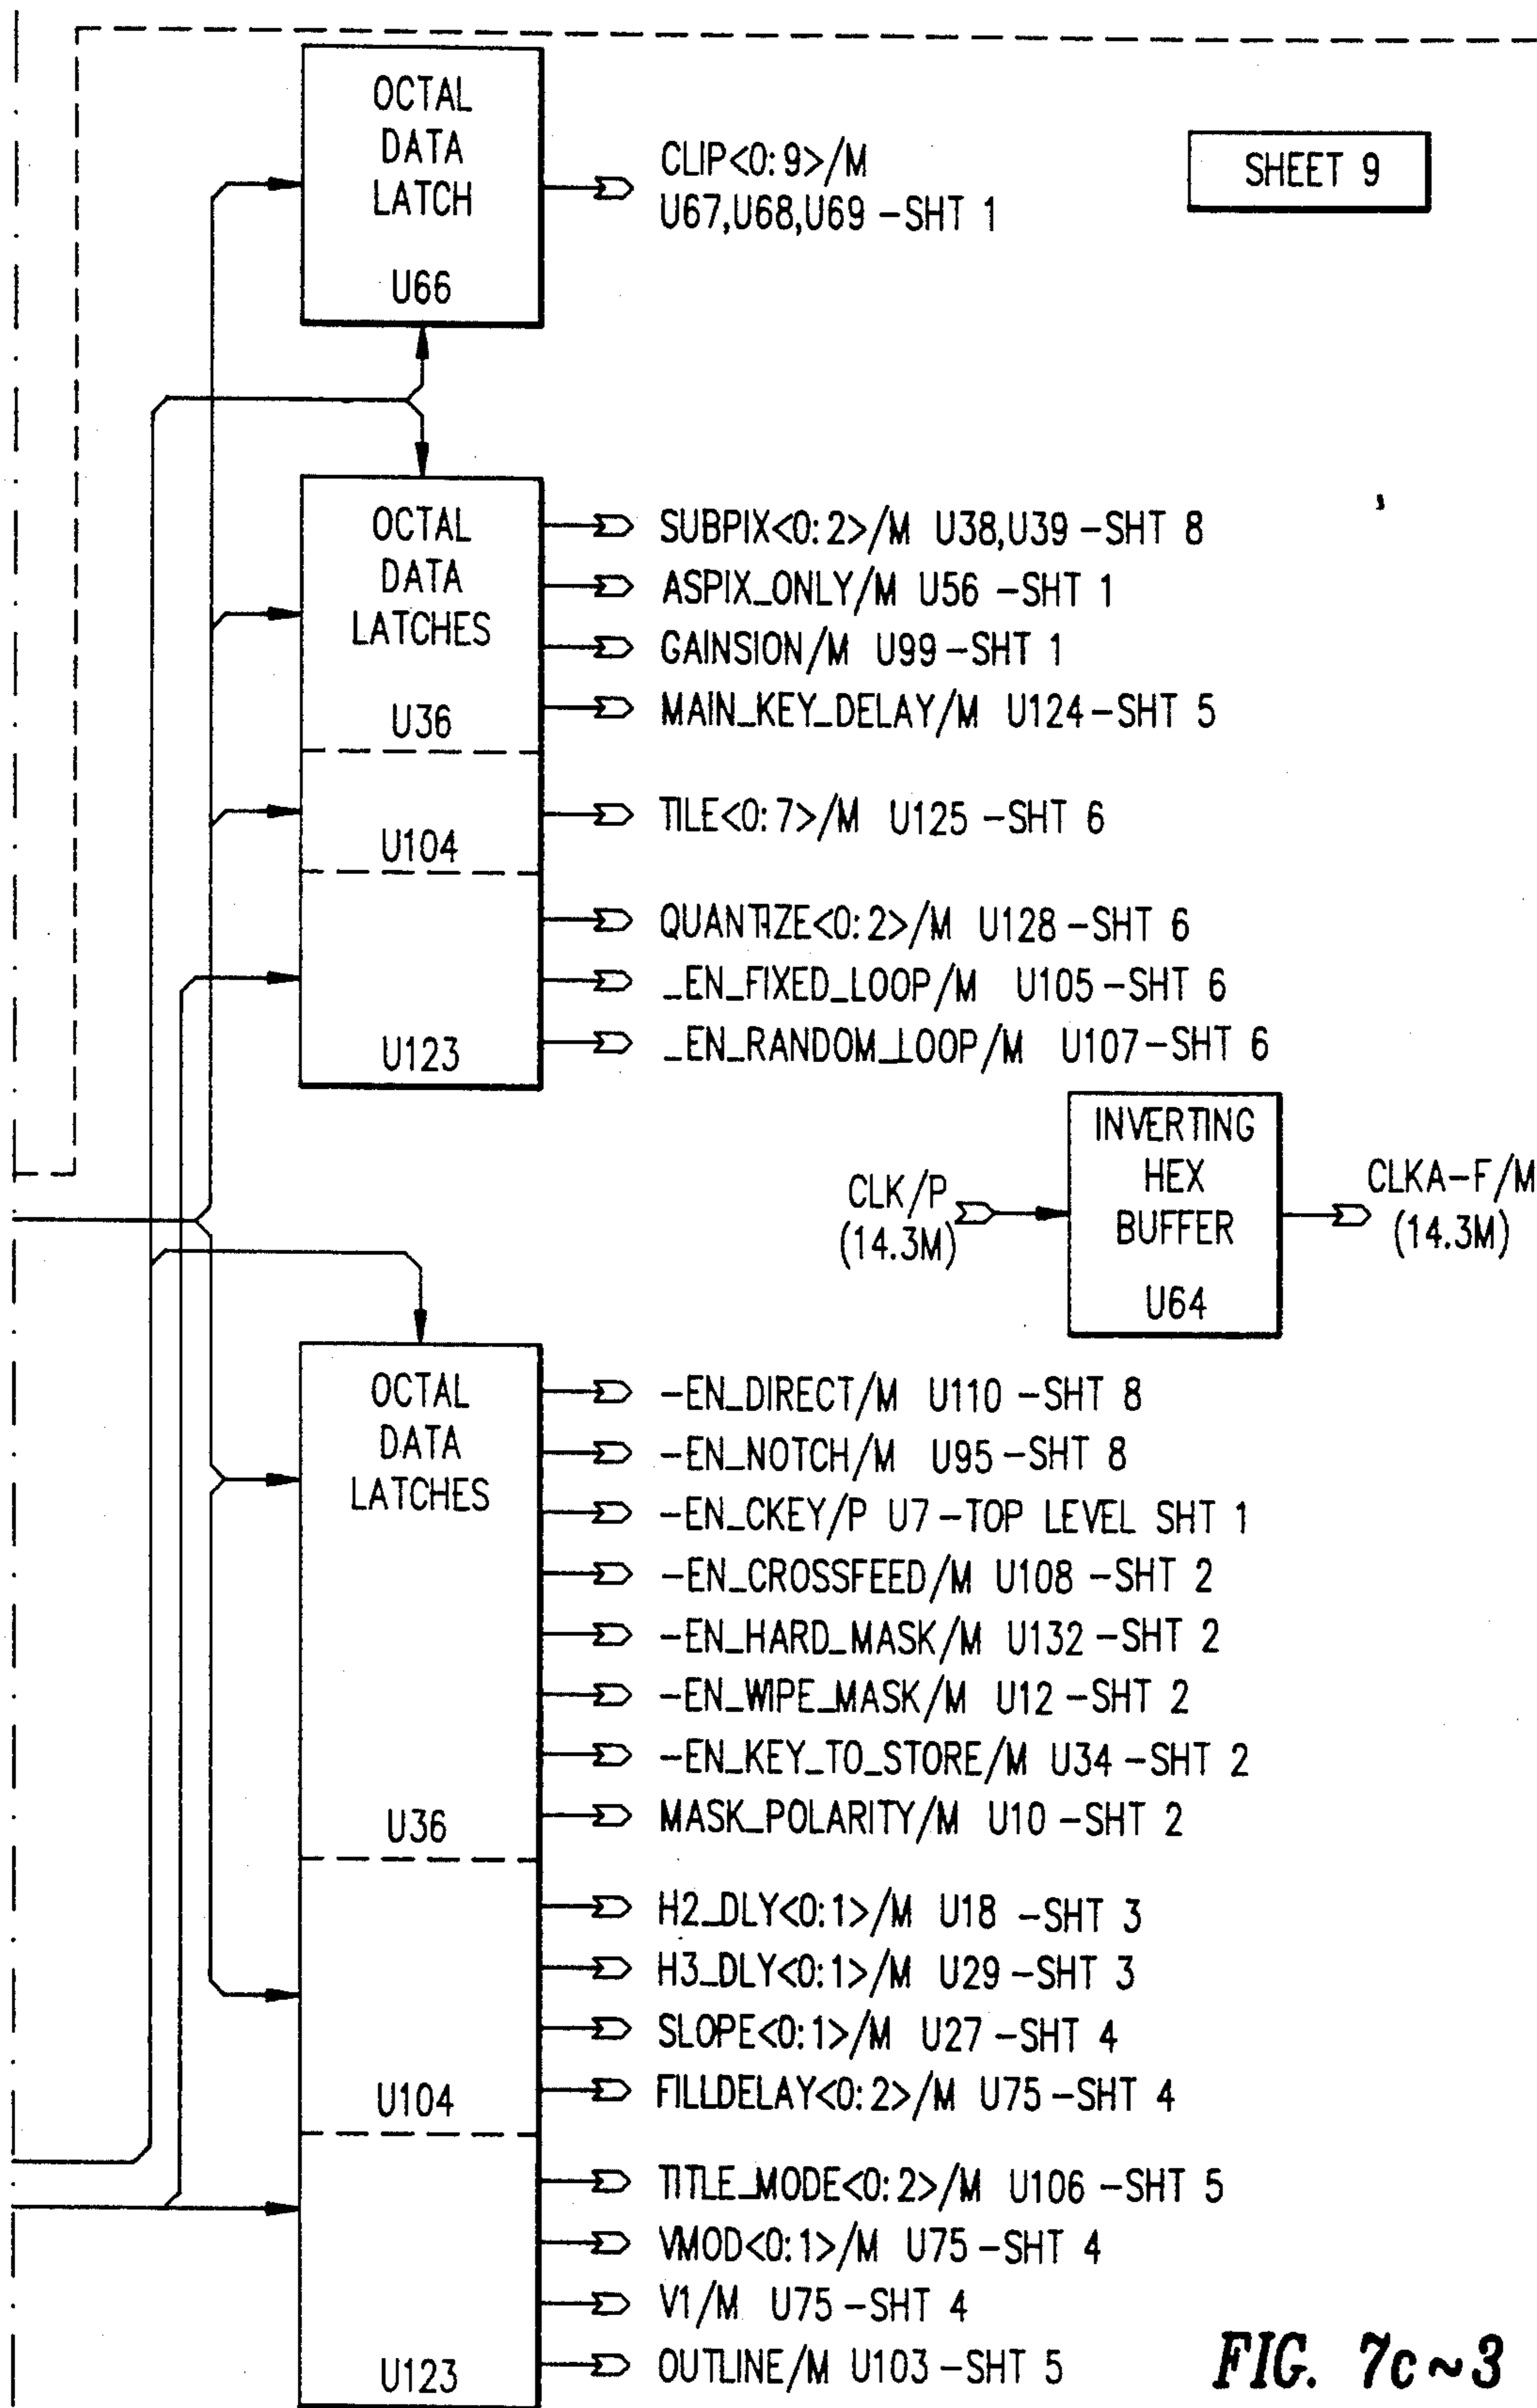 OCTAL
DATA
LATCH
U66
CLIP<0:9>/M
U67,U68,U69-SHT 1
SHEET 9
OCTAL
DATA
LATCHES
U36
SUBPIX<0:2>/M U38,U39-SHT 8
ASPIX_ONLY/M U56-SHT 1
GAINSION/M U99-SHT 1
MAIN_KEY_DELAY/M U124-SHT 5
U104
TILE<0:7>/M U125-SHT 6
U123
QUANTIZE<0:2>/M U128-SHT 6
_EN_FIXED_LOOP/M U105-SHT 6
_EN_RANDOM_LOOP/M U107-SHT 6
CLK/P
(14.3M)
INVERTING
HEX
BUFFER
U64
CLKA-F/M
(14.3M)
OCTAL
DATA
LATCHES
U36
-EN_DIRECT/M U110-SHT 8
-EN_NOTCH/M U95-SHT 8
-EN_CKEY/P U7-TOP LEVEL SHT 1
-EN_CROSSFEED/M U108-SHT 2
-EN_HARD_MASK/M U132-SHT 2
-EN_WIPE_MASK/M U12-SHT 2
-EN_KEY_TO_STORE/M U34-SHT 2
MASK_POLARITY/M U10-SHT 2
U104
H2_DLY<0:1>/M U18-SHT 3
H3_DLY<0:1>/M U29-SHT 3
SLOPE<0:1>/M U27-SHT 4
FILLDELAY<0:2>/M U75-SHT 4
U123
TITLE_MODE<0:2>/M U106-SHT 5
VMOD<0:1>/M U75-SHT 4
V1/M U75-SHT 4
OUTLINE/M U103-SHT 5
FIG. 7c~3